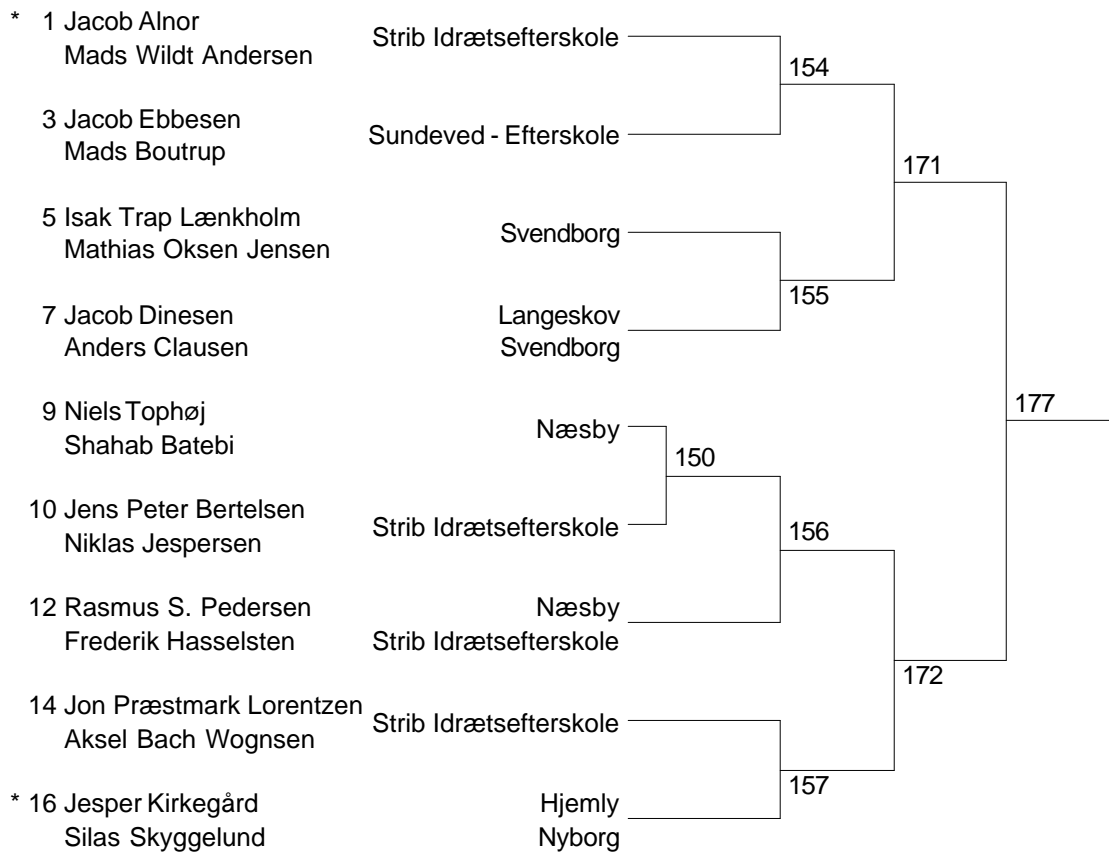 * 1 Jacob Alnor
Mads Wildt Andersen
Strib Idrætsefterskole
154
3 Jacob Ebbesen
Mads Boutrup
Sundeved - Efterskole
171
5 Isak Trap Lænkholm
Mathias Oksen Jensen
Svendborg
155
7 Jacob Dinesen
Anders Clausen
Langeskov
Svendborg
177
9 Niels Tophøj
Shahab Batebi
Næsby
150
10 Jens Peter Bertelsen
Niklas Jespersen
Strib Idrætsefterskole
156
12 Rasmus S. Pedersen
Frederik Hasselsten
Næsby
Strib Idrætsefterskole
172
14 Jon Præstmark Lorentzen
Aksel Bach Wognsen
Strib Idrætsefterskole
157
* 16 Jesper Kirkegård
Silas Skyggelund
Hjemly
Nyborg